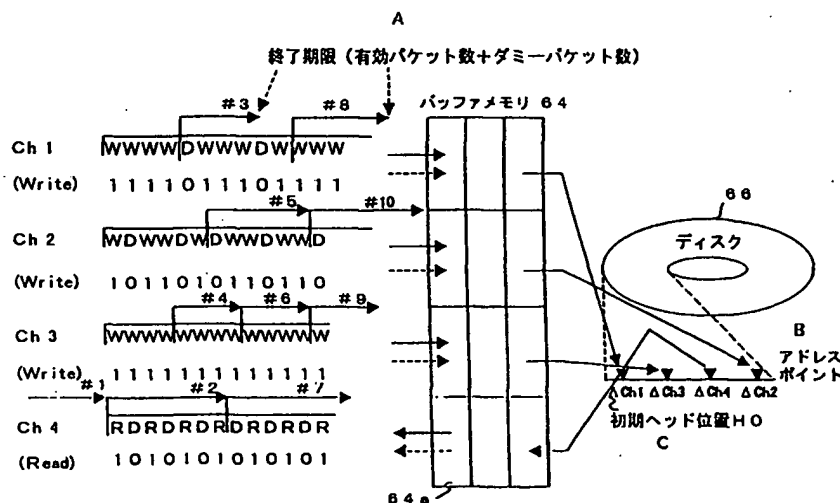 A
終了期限（有効パケット数＋ダミーパケット数）
#3 #8
バッファメモリ 64
Ch 1
WWWWDWWWDWWWW
(Write)
1111011101111
#5 #10
Ch 2
WDWWDWDWWDWWD
(Write)
1011010110110
#4 #6 #9
Ch 3
WWWWWWWWWWWWW
(Write)
1111111111111
#1 #2 #7
Ch 4
RDRDRDRDRDRDR
(Read)
1010101010101
64a
66
ディスク
B
アドレス
ポイント
ΔCh1 ΔCh3 ΔCh4 ΔCh2
初期ヘッド位置H0
C